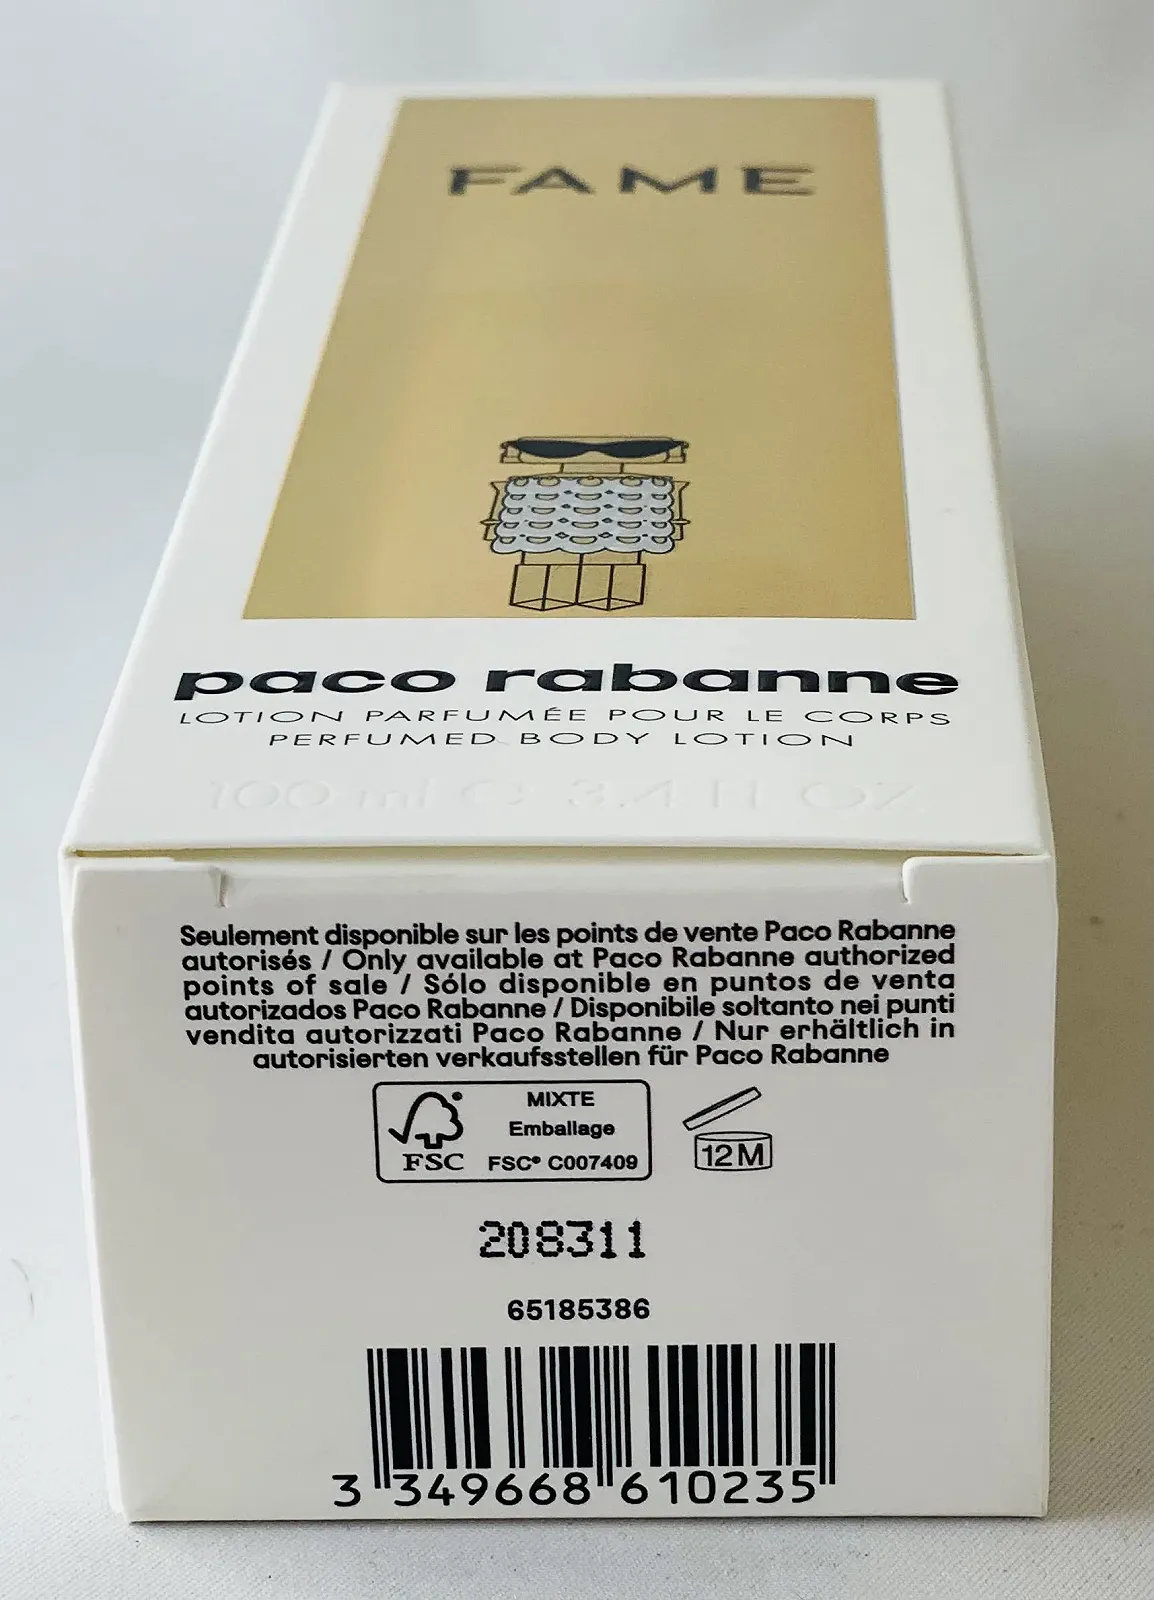 FAME
paco rabanne
LOTION PARFUMÉE POUR LE CORPS
PERFUMED BODY LOTION
100 ml ℮ 3.4 Fl OZ
Seulement disponible sur les points de vente Paco Rabanne
autorisés / Only available at Paco Rabanne authorized
points of sale / Sólo disponible en puntos de venta
autorizados Paco Rabanne / Disponibile soltanto nei punti
vendita autorizzati Paco Rabanne / Nur erhältlich in
autorisierten verkaufsstellen für Paco Rabanne
MIXTE
Emballage
FSC FSC® C007409
12M
208311
65185386
3 349668 610235